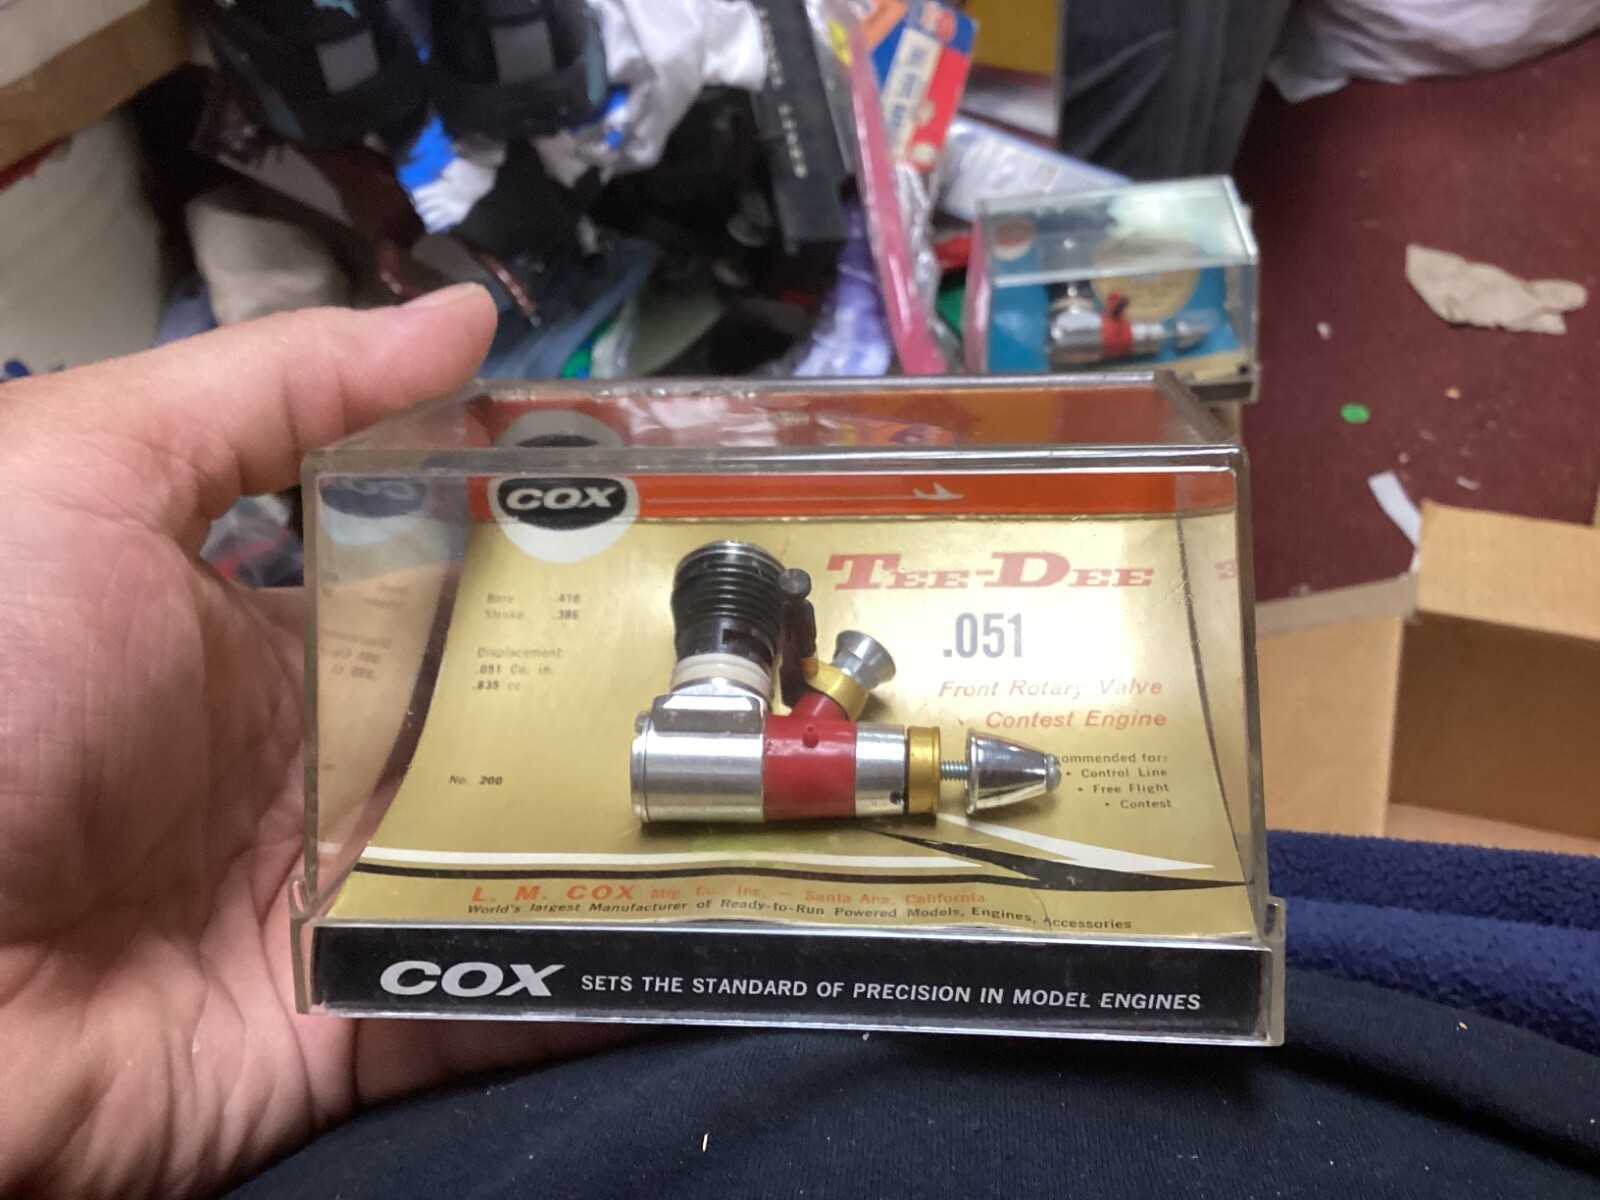 COX
TEE-DEE
.051
Front Rotary Valve
Contest Engine
Bore .410
Stroke .386
Displacement
.051 Cu. in.
.835 cc
No. 200
ommended for:
• Control Line
• Free Flight
• Contest
L. M. COX Mfg. Co., Inc. — Santa Ana, California
World's largest Manufacturer of Ready-to-Run Powered Models, Engines, Accessories
COX SETS THE STANDARD OF PRECISION IN MODEL ENGINES